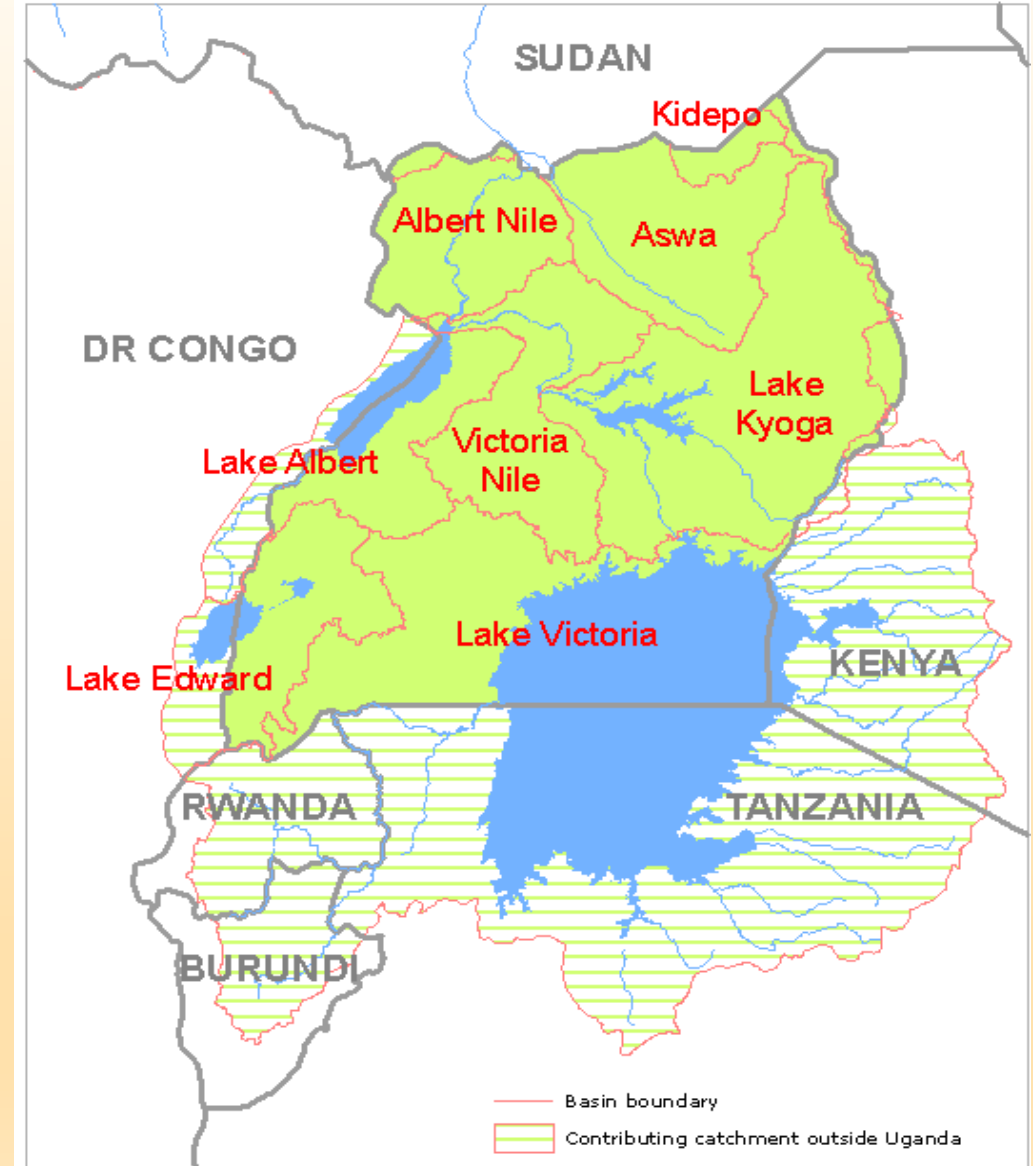 SUDAN
Kidepo
Albert Nile
Aswa
DR CONGO
Lake
Kyoga
Lake Albert
Victoria
Nile
Lake Victoria
KENYA
Lake Edward
RWANDA
TANZANIA
BURUNDI
Basin boundary
Contributing catchment outside Uganda